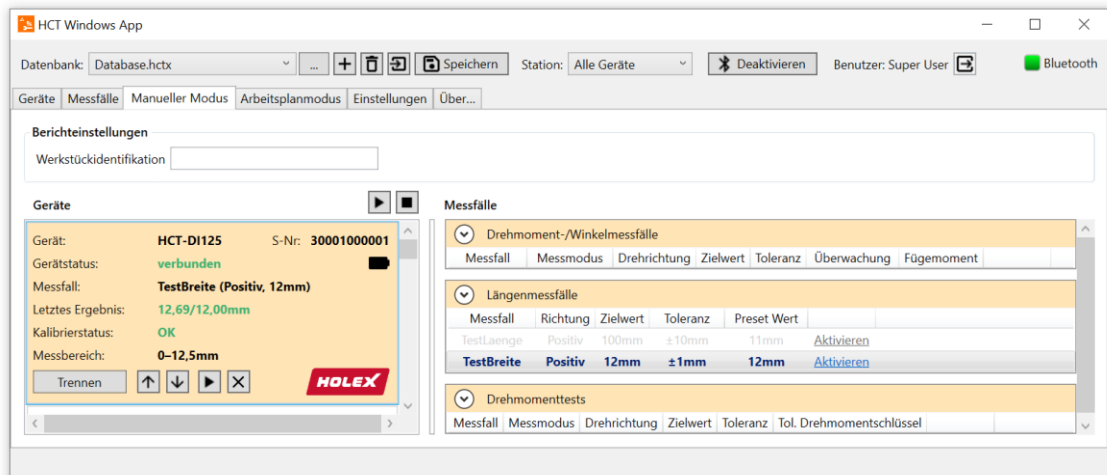 HCT Windows App
Datenbank: Database.hctx ... Speichern Station: Alle Geräte Deaktivieren Benutzer: Super User Bluetooth
Geräte Messfälle Manueller Modus Arbeitsplanmodus Einstellungen Über...
Berichteinstellungen
Werkstückidentifikation
Geräte
Gerät: HCT-DI125 S-Nr: 30001000001
Gerätstatus: verbunden
Messfall: TestBreite (Positiv, 12mm)
Letztes Ergebnis: 12,69/12,00mm
Kalibrierstatus: OK
Messbereich: 0–12,5mm
Trennen HOLEX
Messfälle
Drehmoment-/Winkelmessfälle
Messfall Messmodus Drehrichtung Zielwert Toleranz Überwachung Fügemoment
Längenmessfälle
Messfall Richtung Zielwert Toleranz Preset Wert
TestLaenge Positiv 100mm ±10mm 11mm Aktivieren
TestBreite Positiv 12mm ±1mm 12mm Aktivieren
Drehmomenttests
Messfall Messmodus Drehrichtung Zielwert Toleranz Tol. Drehmomentschlüssel